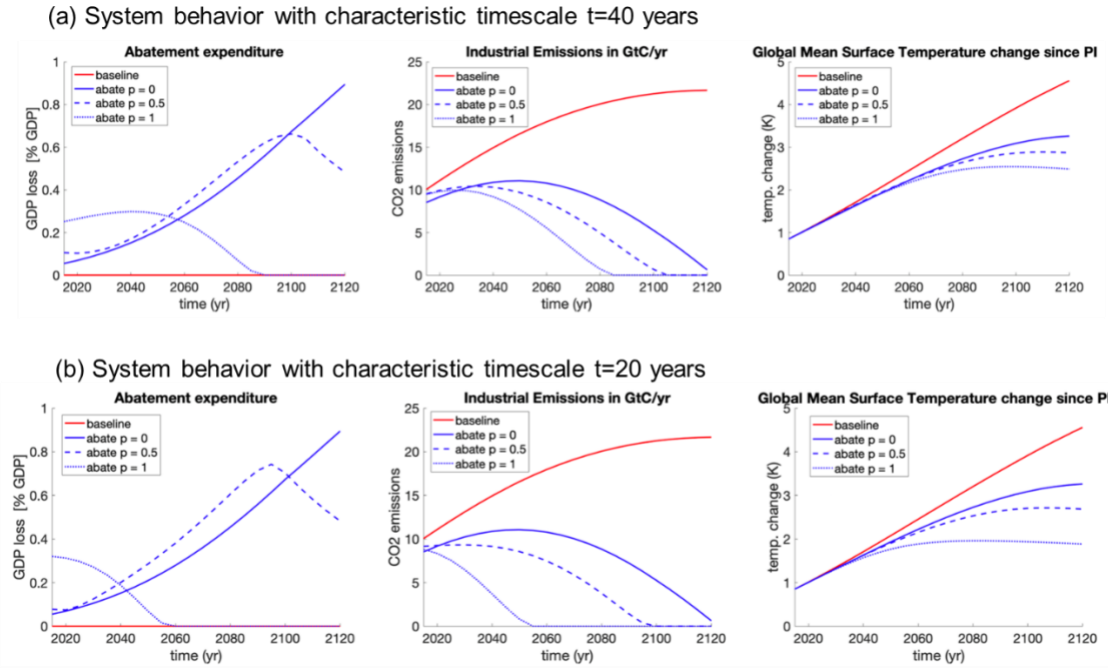 (a) System behavior with characteristic timescale t=40 years
Abatement expenditure
GDP loss [% GDP]
1
0.8
0.6
0.4
0.2
0
baseline
abate p = 0
abate p = 0.5
abate p = 1
2020 2040 2060 2080 2100 2120
time (yr)
Industrial Emissions in GtC/yr
CO2 emissions
25
20
15
10
5
0
baseline
abate p = 0
abate p = 0.5
abate p = 1
2020 2040 2060 2080 2100 2120
time (yr)
Global Mean Surface Temperature change since PI
temp. change (K)
5
4
3
2
1
0
baseline
abate p = 0
abate p = 0.5
abate p = 1
2020 2040 2060 2080 2100 2120
time (yr)
(b) System behavior with characteristic timescale t=20 years
Abatement expenditure
GDP loss [% GDP]
1
0.8
0.6
0.4
0.2
0
baseline
abate p = 0
abate p = 0.5
abate p = 1
2020 2040 2060 2080 2100 2120
time (yr)
Industrial Emissions in GtC/yr
CO2 emissions
25
20
15
10
5
0
baseline
abate p = 0
abate p = 0.5
abate p = 1
2020 2040 2060 2080 2100 2120
time (yr)
Global Mean Surface Temperature change since PI
temp. change (K)
5
4
3
2
1
0
baseline
abate p = 0
abate p = 0.5
abate p = 1
2020 2040 2060 2080 2100 2120
time (yr)